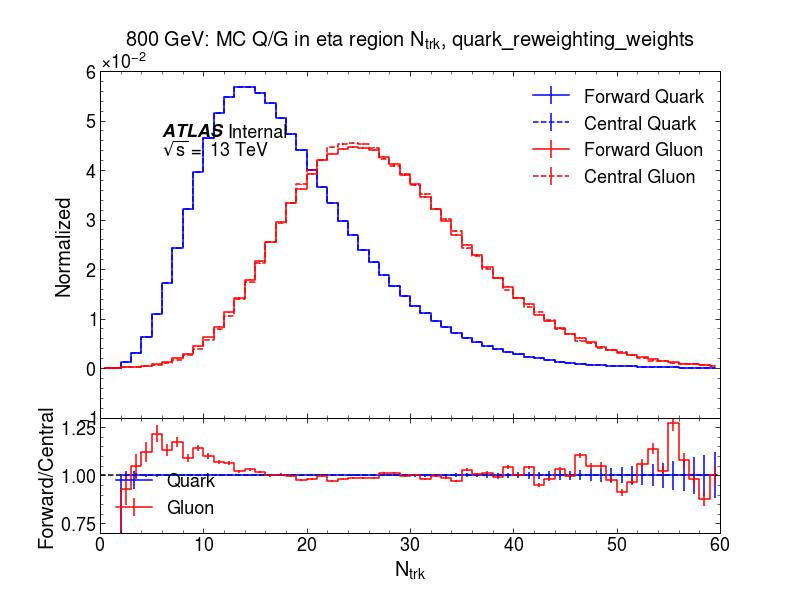 800 GeV: MC Q/G in eta region N_trk, quark_reweighting_weights
×10⁻²
6
5
4
3
2
1
0
−1
Normalized
ATLAS Internal
√s = 13 TeV
Forward Quark
Central Quark
Forward Gluon
Central Gluon
1.25
1.00
0.75
Forward/Central
Quark
Gluon
0 10 20 30 40 50 60
N_trk